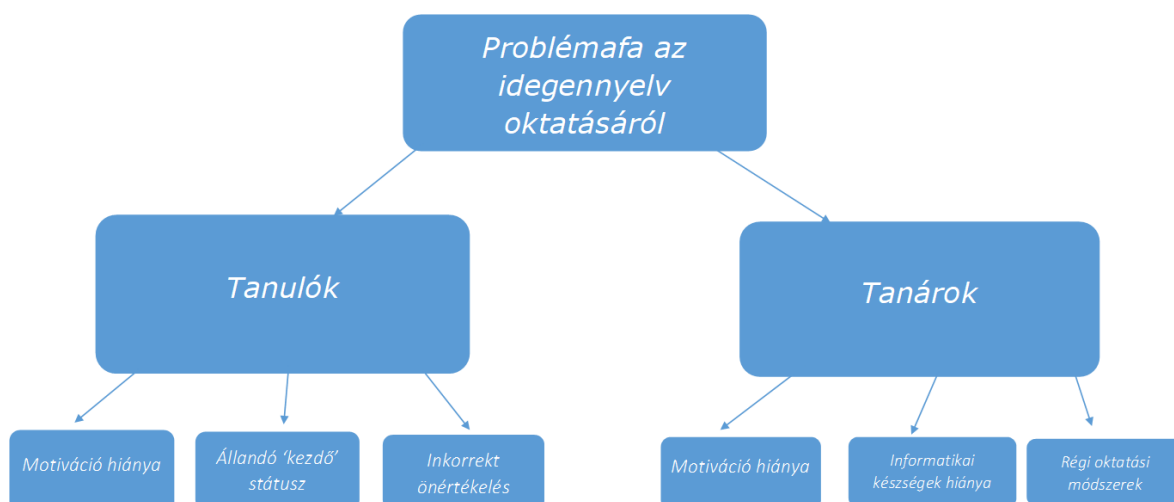 Problémafa az
idegennyelv
oktatásáról
Tanulók
Tanárok
Motiváció hiánya
Állandó ‘kezdő’
státusz
Inkorrekt
önértékelés
Motiváció hiánya
Informatikai
készségek hiánya
Régi oktatási
módszerek